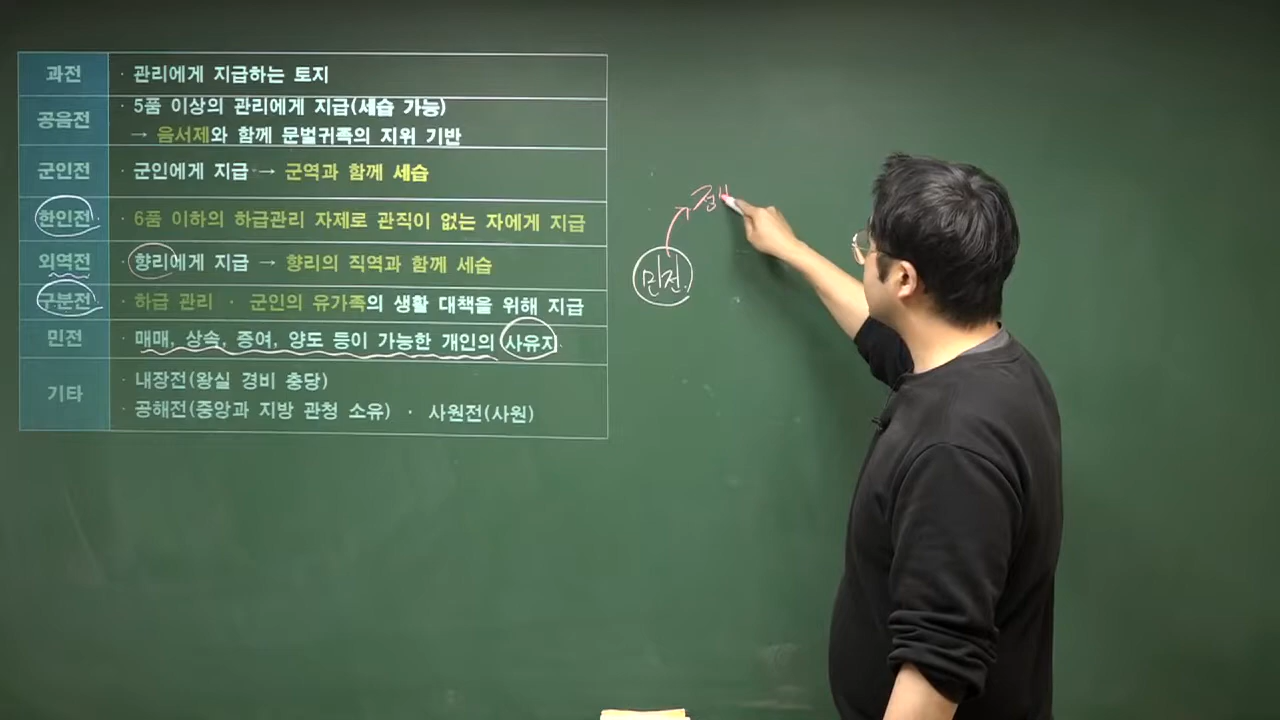 과전
· 관리에게 지급하는 토지
공음전
· 5품 이상의 관리에게 지급(세습 가능)
→ 음서제와 함께 문벌귀족의 지위 기반
군인전
· 군인에게 지급 → 군역과 함께 세습
한인전
· 6품 이하의 하급관리 자제로 관직이 없는 자에게 지급
외역전
· 향리에게 지급 → 향리의 직역과 함께 세습
구분전
· 하급 관리 · 군인의 유가족의 생활 대책을 위해 지급
민전
· 매매, 상속, 증여, 양도 등이 가능한 개인의 사유지
기타
· 내장전(왕실 경비 충당)
· 공해전(중앙과 지방 관청 소유) · 사원전(사원)
민전